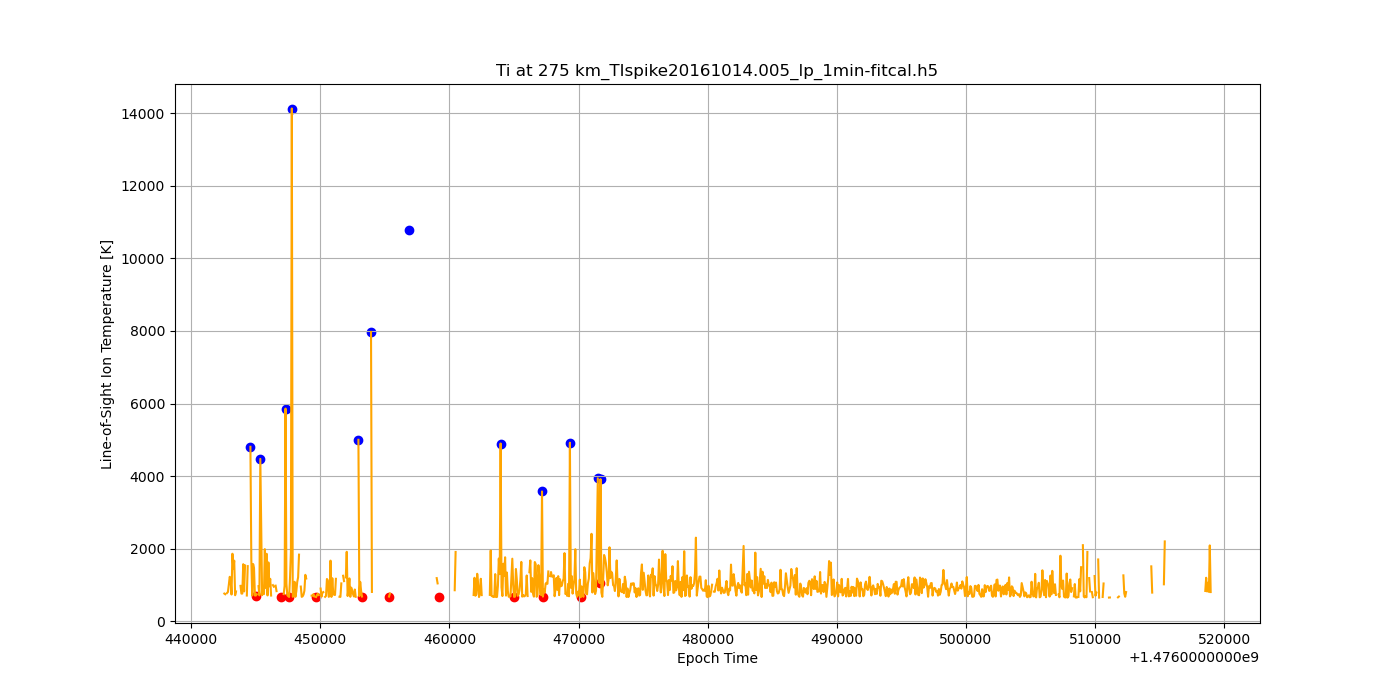 Ti at 275 km_TIspike20161014.005_lp_1min-fitcal.h5
Line-of-Sight Ion Temperature [K]
14000
12000
10000
8000
6000
4000
2000
0
440000 450000 460000 470000 480000 490000 500000 510000 520000
Epoch Time
+1.4760000000e9